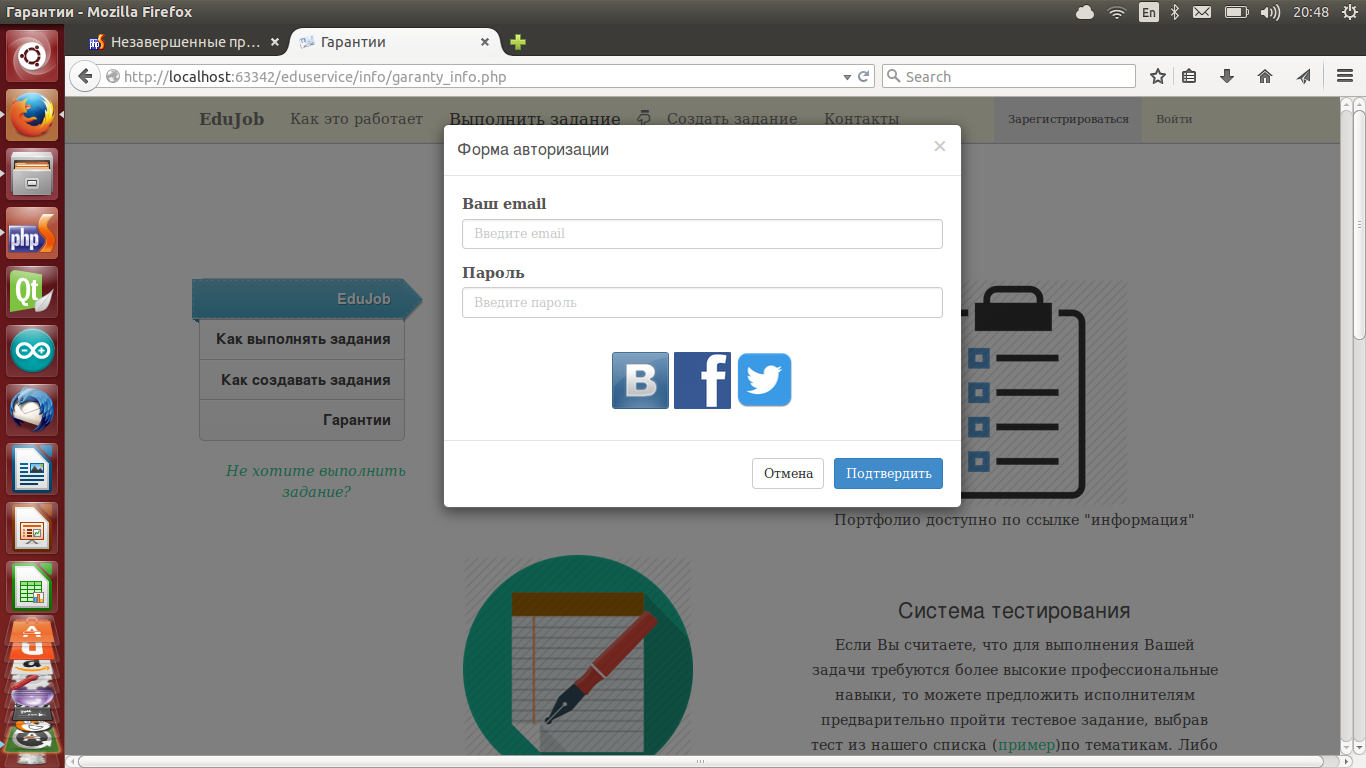 Гарантии - Mozilla Firefox
En
20:48
Незавершенные пр...
Гарантии
http://localhost:63342/eduservice/info/garanty_info.php
Search
EduJob
Как это работает
Выполнить задание
Создать задание
Контакты
Зарегистрироваться
Войти
Форма авторизации
×
Ваш email
Введите email
Пароль
Введите пароль
B f
Отмена
Подтвердить
EduJob
Как выполнять задания
Как создавать задания
Гарантии
Не хотите выполнить
задание?
Портфолио доступно по ссылке "информация"
Система тестирования
Если Вы считаете, что для выполнения Вашей
задачи требуются более высокие профессиональные
навыки, то можете предложить исполнителям
предварительно пройти тестевое задание, выбрав
тест из нашего списка (пример)по тематикам. Либо
php
Qt